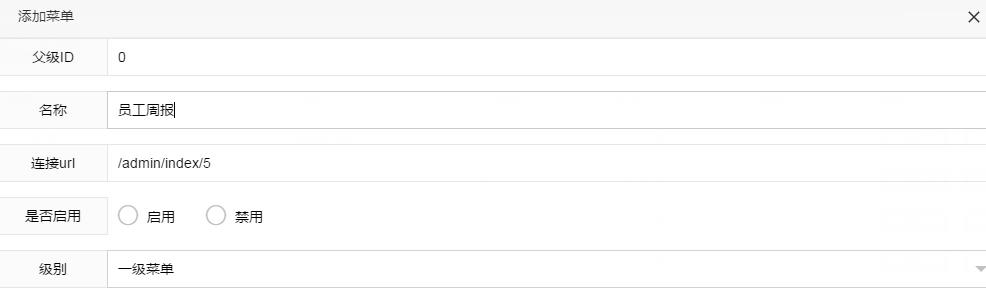 添加菜单
父级ID 0
名称 员工周报
连接url /admin/index/5
是否启用 启用 禁用
级别 一级菜单